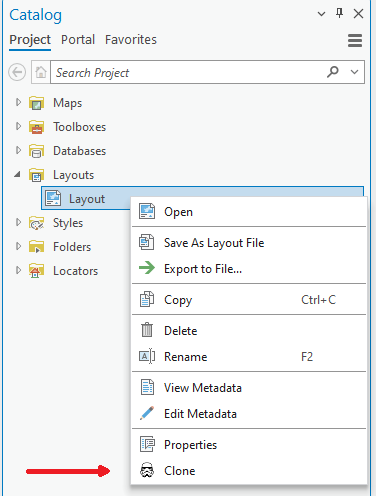 Catalog
Project Portal Favorites
Search Project
Maps
Toolboxes
Databases
Layouts
Layout
Styles
Folders
Locators
Open
Save As Layout File
Export to File...
Copy Ctrl+C
Delete
Rename F2
View Metadata
Edit Metadata
Properties
Clone